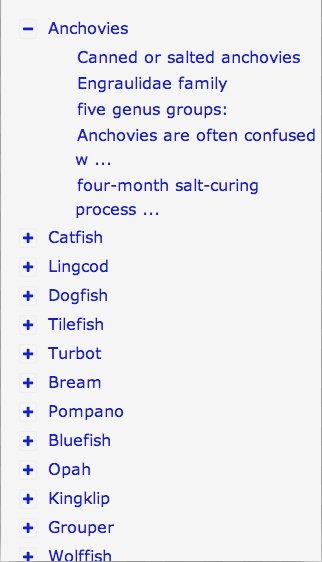 Anchovies
Canned or salted anchovies
Engraulidae family
five genus groups:
Anchovies are often confused
w ...
four-month salt-curing
process ...
Catfish
Lingcod
Dogfish
Tilefish
Turbot
Bream
Pompano
Bluefish
Opah
Kingklip
Grouper
Wolffish